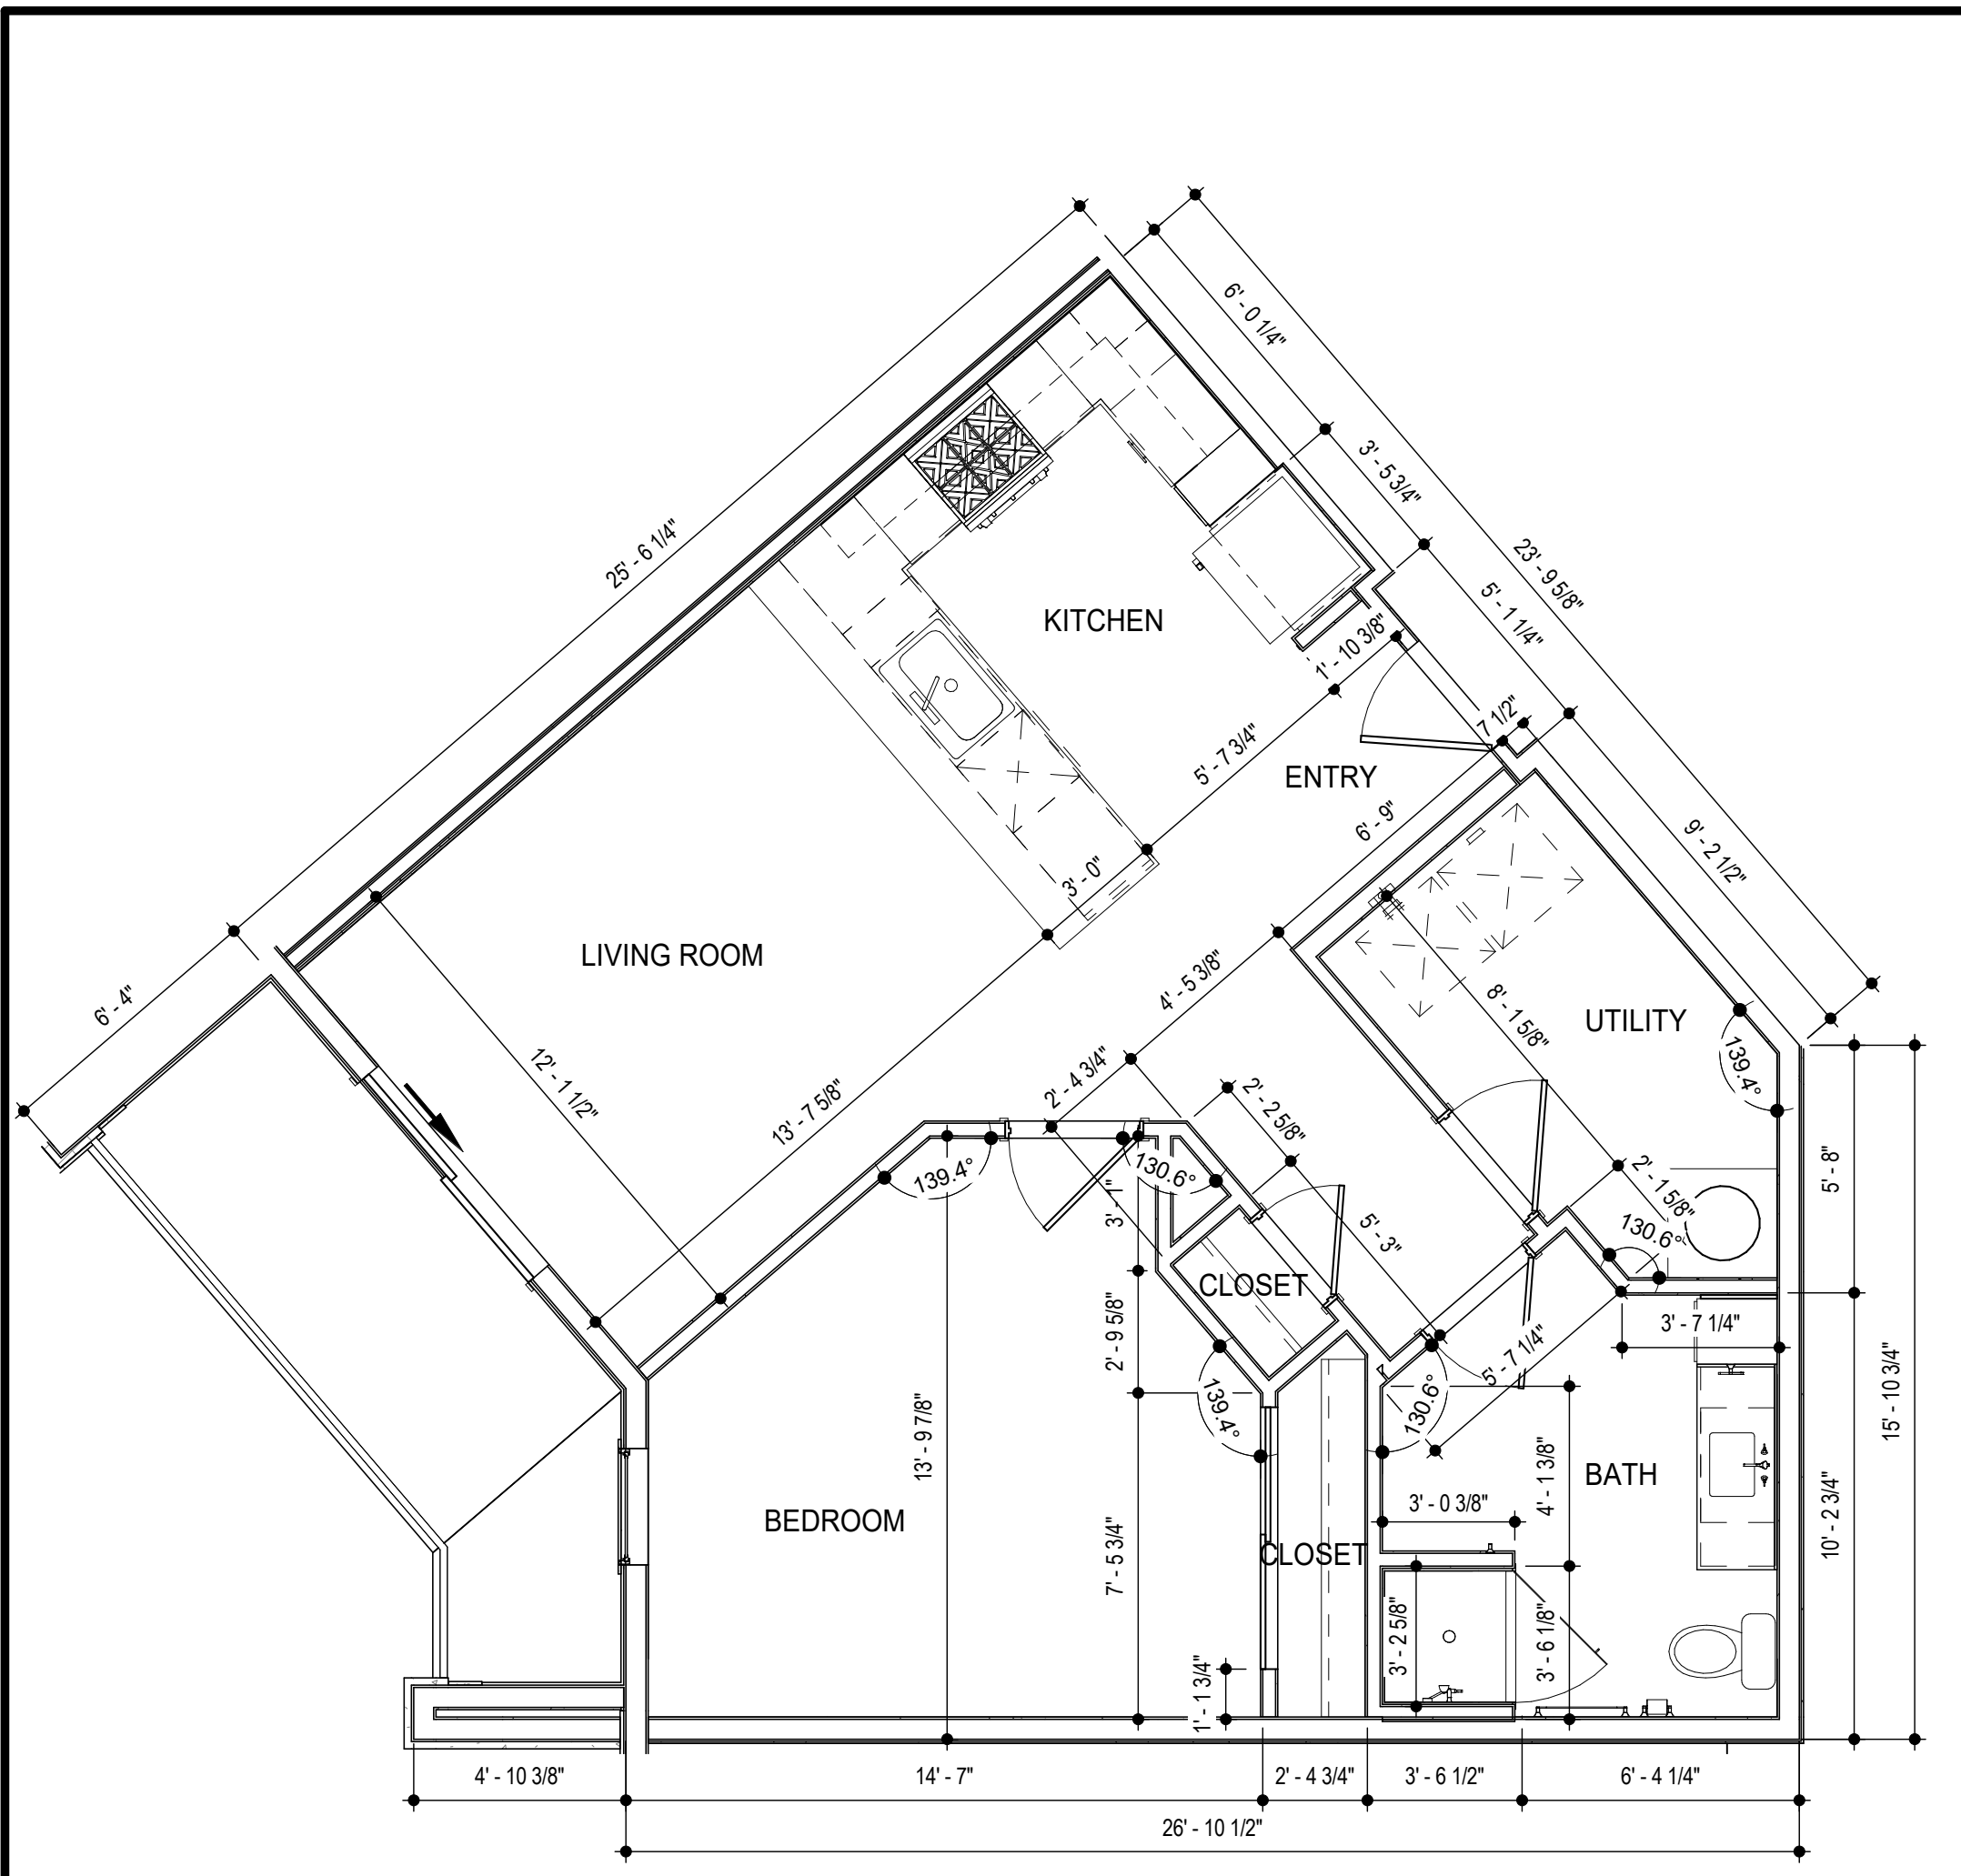 6' - 0 1/4"
3' - 5 3/4"
25' - 6 1/4"
23' - 9 5/8"
5' - 1 1/4"
KITCHEN
1' - 10 3/8"
7 1/2"
5' - 7 3/4"
ENTRY
6' - 9"
9' - 2 1/2"
3' - 0"
LIVING ROOM
6' - 4"
4' - 5 3/8"
8' - 1 5/8"
UTILITY
12' - 1 1/2"
2' - 4 3/4"
139.4°
13' - 7 5/8"
2' - 2 5/8"
139.4°
130.6°
3' - 1"
5' - 3"
2' - 1 5/8"
130.6°
5' - 8"
CLOSET
2' - 9 5/8"
3' - 7 1/4"
5' - 7 1/4"
139.4°
130.6°
15' - 10 3/4"
13' - 9 7/8"
4' - 1 3/8"
BATH
3' - 0 3/8"
10' - 2 3/4"
BEDROOM
7' - 5 3/4"
CLOSET
3' - 2 5/8"
3' - 6 1/8"
1' - 1 3/4"
4' - 10 3/8"
14' - 7"
2' - 4 3/4"
3' - 6 1/2"
6' - 4 1/4"
26' - 10 1/2"